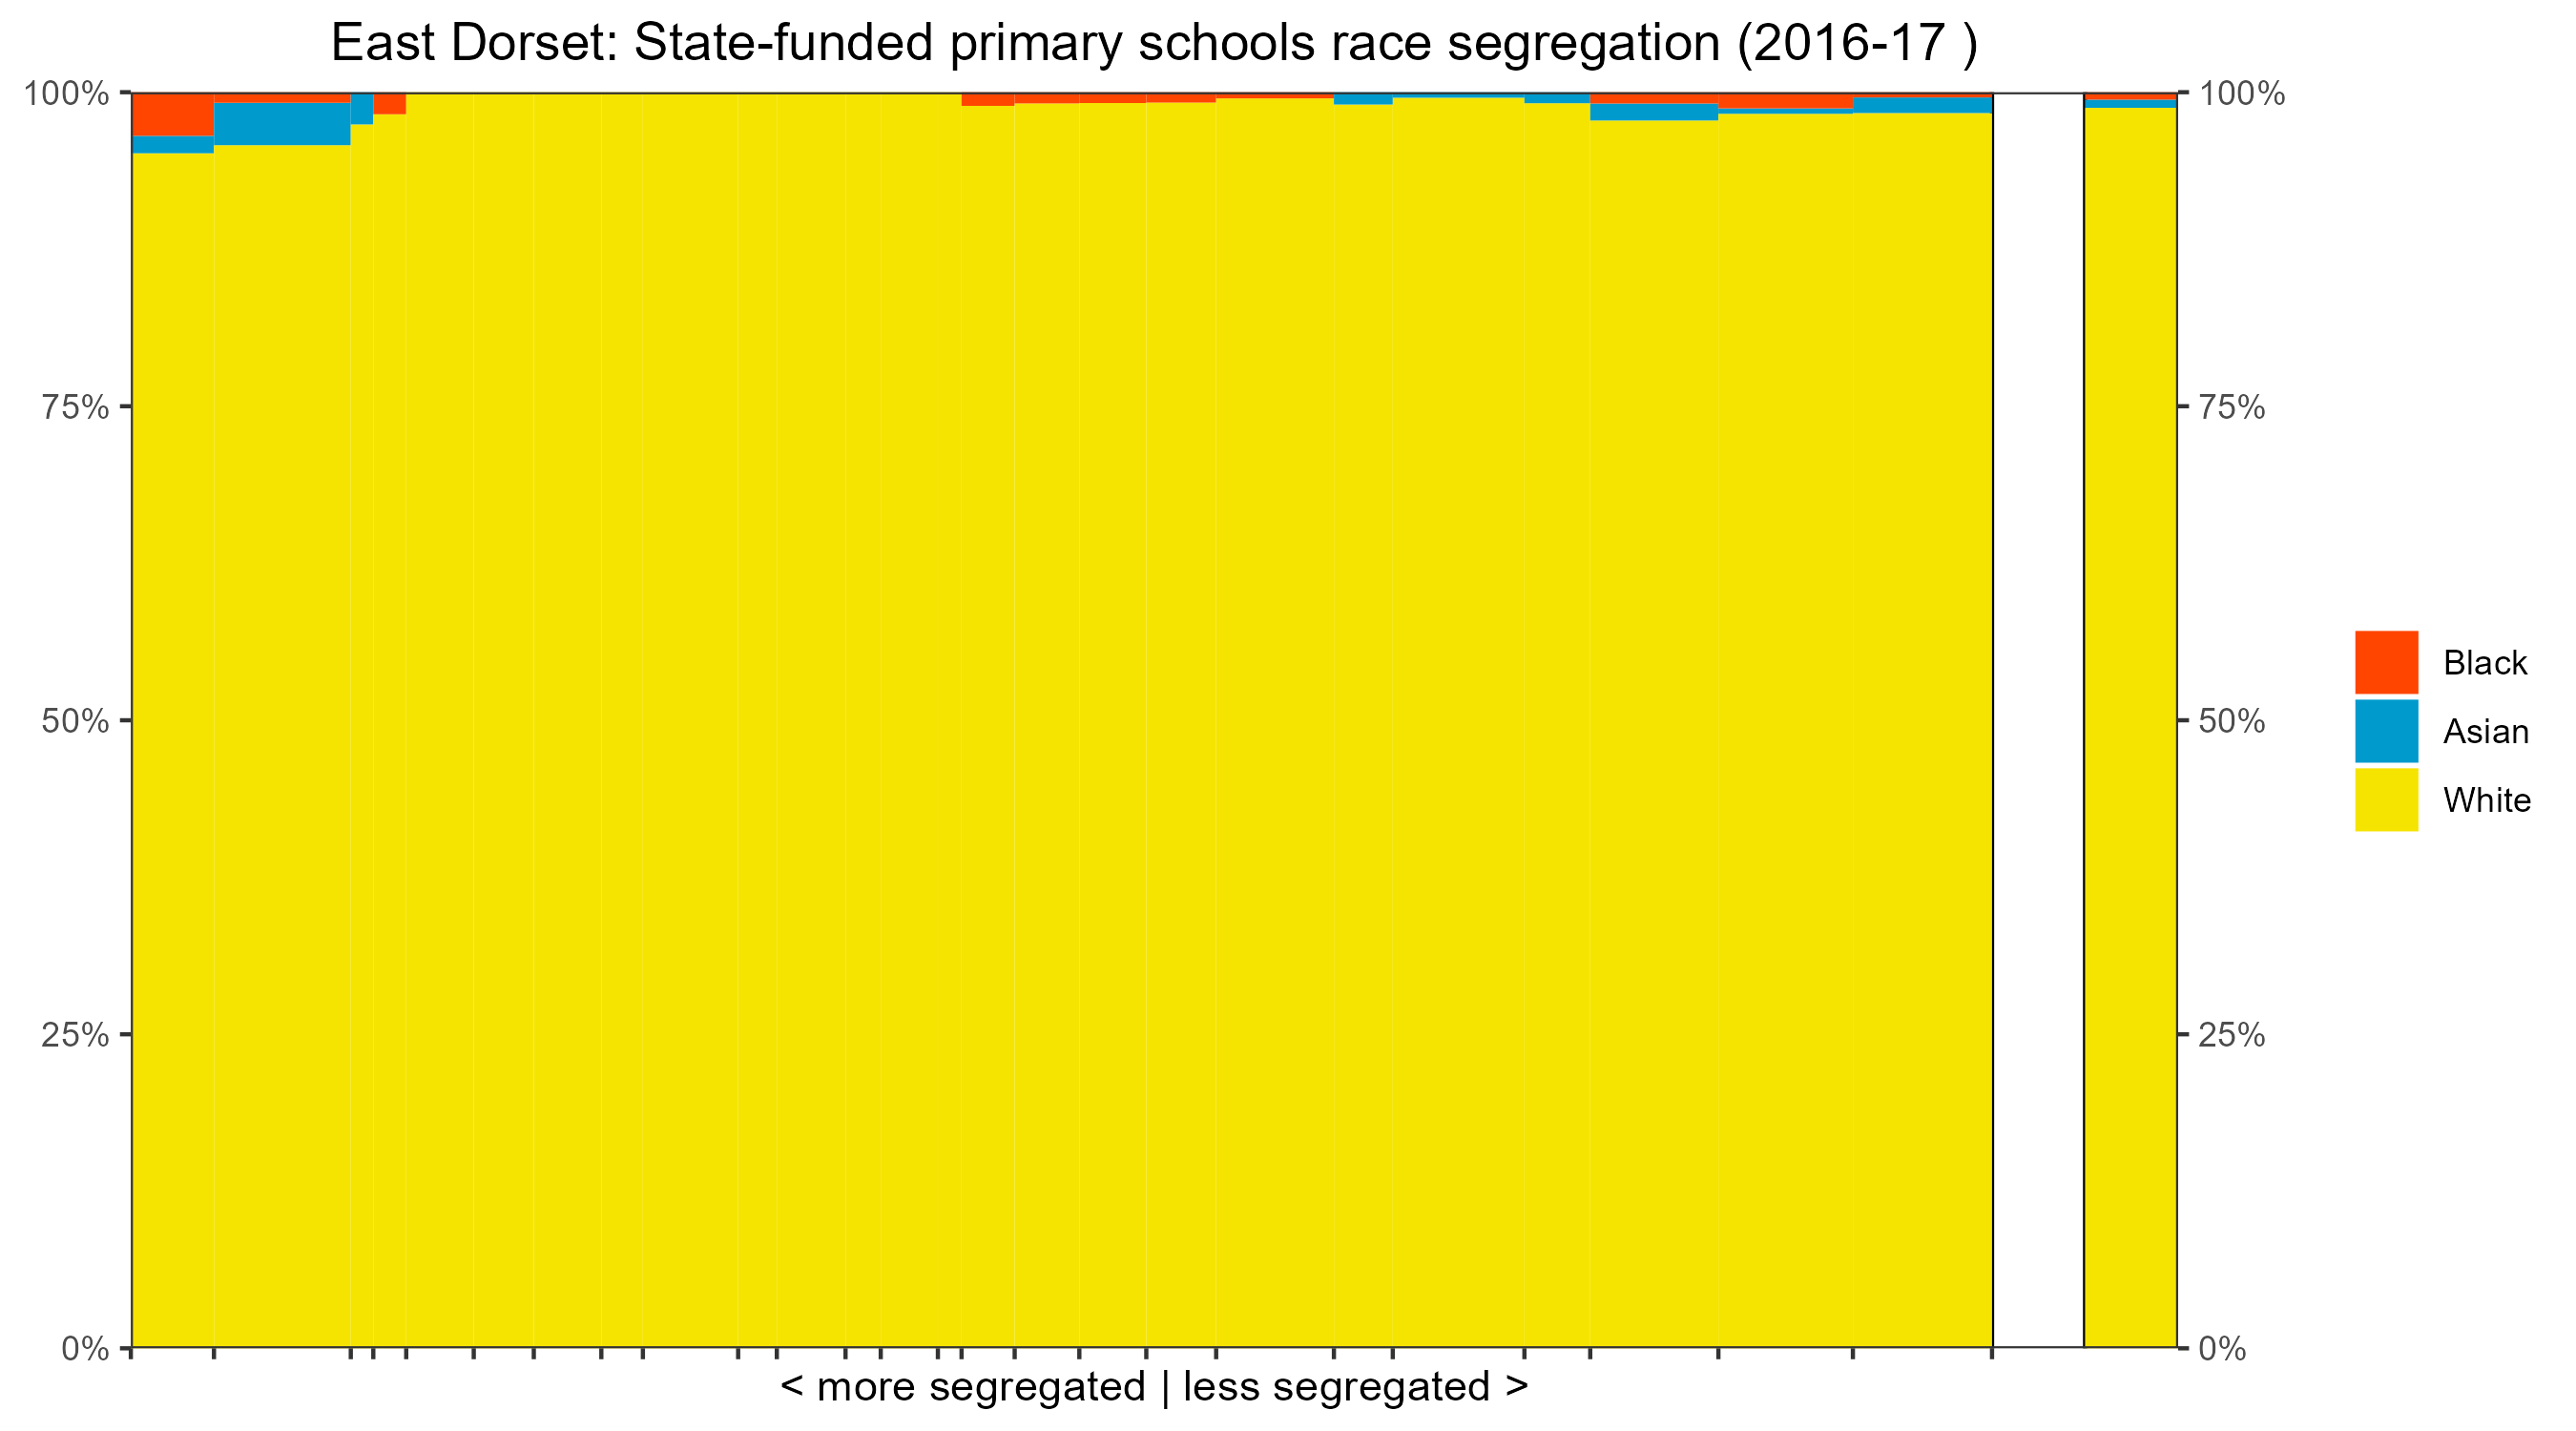 East Dorset: State-funded primary schools race segregation (2016-17 )
100%
75%
50%
25%
0%
100%
75%
50%
25%
0%
Black
Asian
White
< more segregated | less segregated >